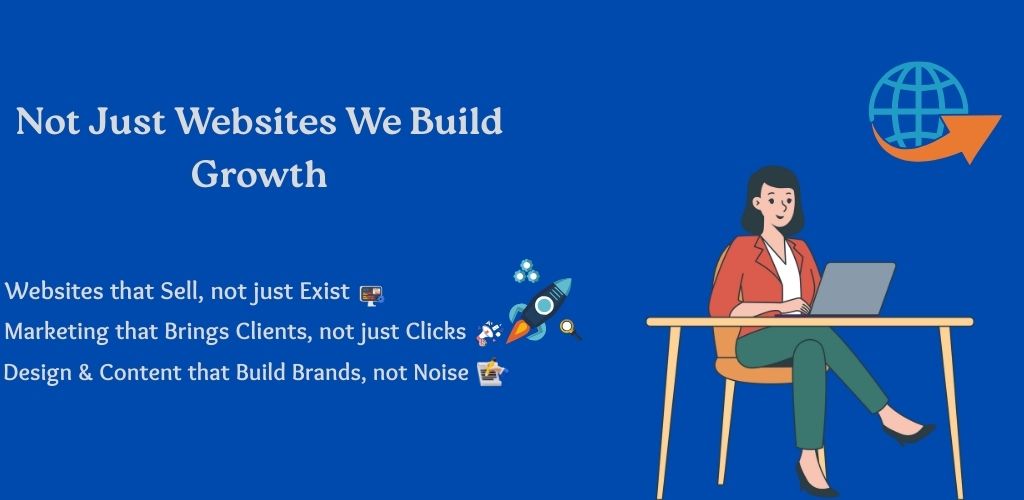 Not Just Websites We Build
Growth
Websites that Sell, not just Exist
Marketing that Brings Clients, not just Clicks
Design & Content that Build Brands, not Noise